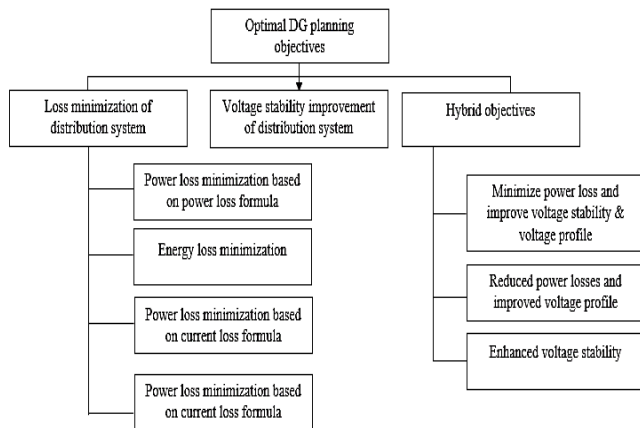 Optimal DG planning
objectives
Loss minimization of
distribution system
Voltage stability improvement
of distribution system
Hybrid objectives
Power loss minimization based
on power loss formula
Energy loss minimization
Power loss minimization based
on current loss formula
Power loss minimization based
on current loss formula
Minimize power loss and
improve voltage stability &
voltage profile
Reduced power losses and
improved voltage profile
Enhanced voltage stability